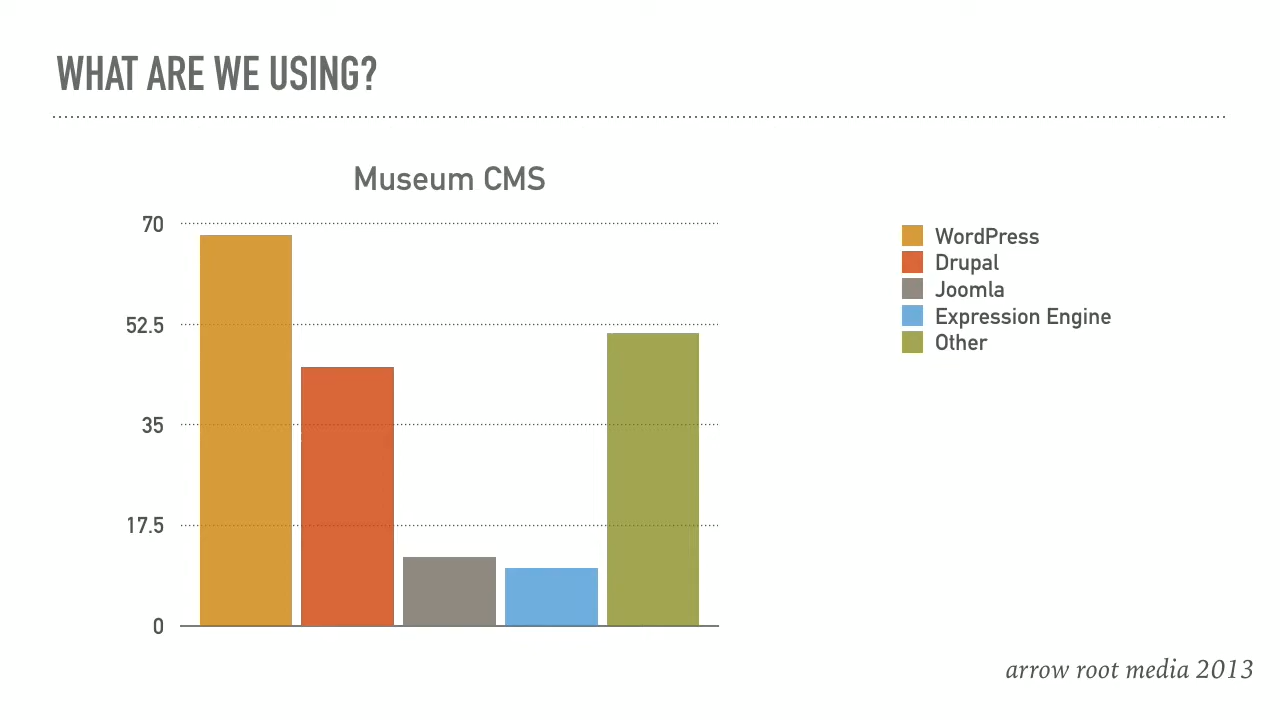 WHAT ARE WE USING?
Museum CMS
70
52.5
35
17.5
0
WordPress
Drupal
Joomla
Expression Engine
Other
arrow root media 2013